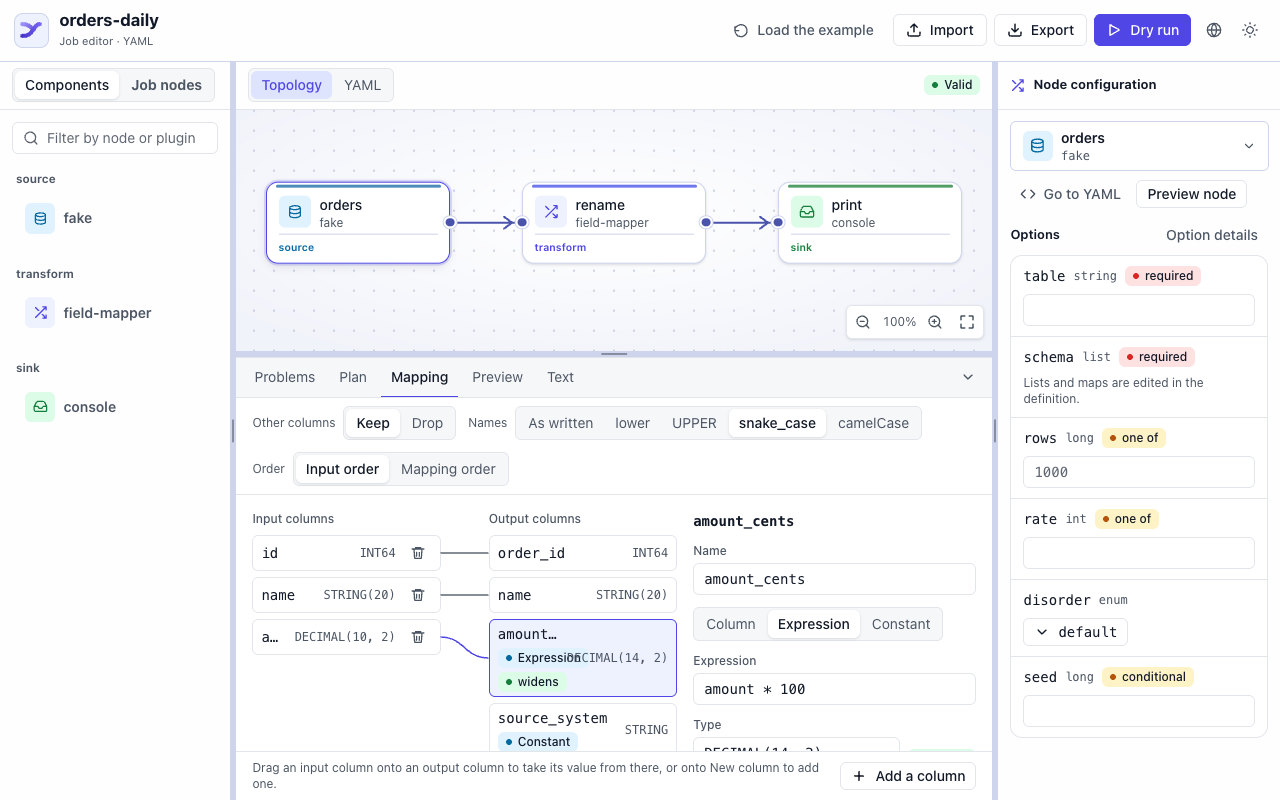 orders-daily
Job editor · YAML
Load the example
Import
Export
Dry run
Components
Job nodes
Filter by node or plugin
source
fake
transform
field-mapper
sink
console
Topology
YAML
Valid
orders
fake
source
rename
field-mapper
transform
print
console
sink
100%
Problems
Plan
Mapping
Preview
Text
Other columns
Keep
Drop
Names
As written
lower
UPPER
snake_case
camelCase
Order
Input order
Mapping order
Input columns
id INT64
name STRING(20)
a… DECIMAL(10, 2)
Output columns
order_id INT64
name STRING(20)
amount…
Expression DECIMAL(14, 2)
widens
source_system STRING
Constant
amount_cents
Name
amount_cents
Column
Expression
Constant
Expression
amount * 100
Type
DECIMAL(14, 2)
Drag an input column onto an output column to take its value from there, or onto New column to add
one.
Add a column
Node configuration
orders
fake
Go to YAML
Preview node
Options
Option details
table string required
schema list required
Lists and maps are edited in the
definition.
rows long one of
1000
rate int one of
disorder enum
default
seed long conditional